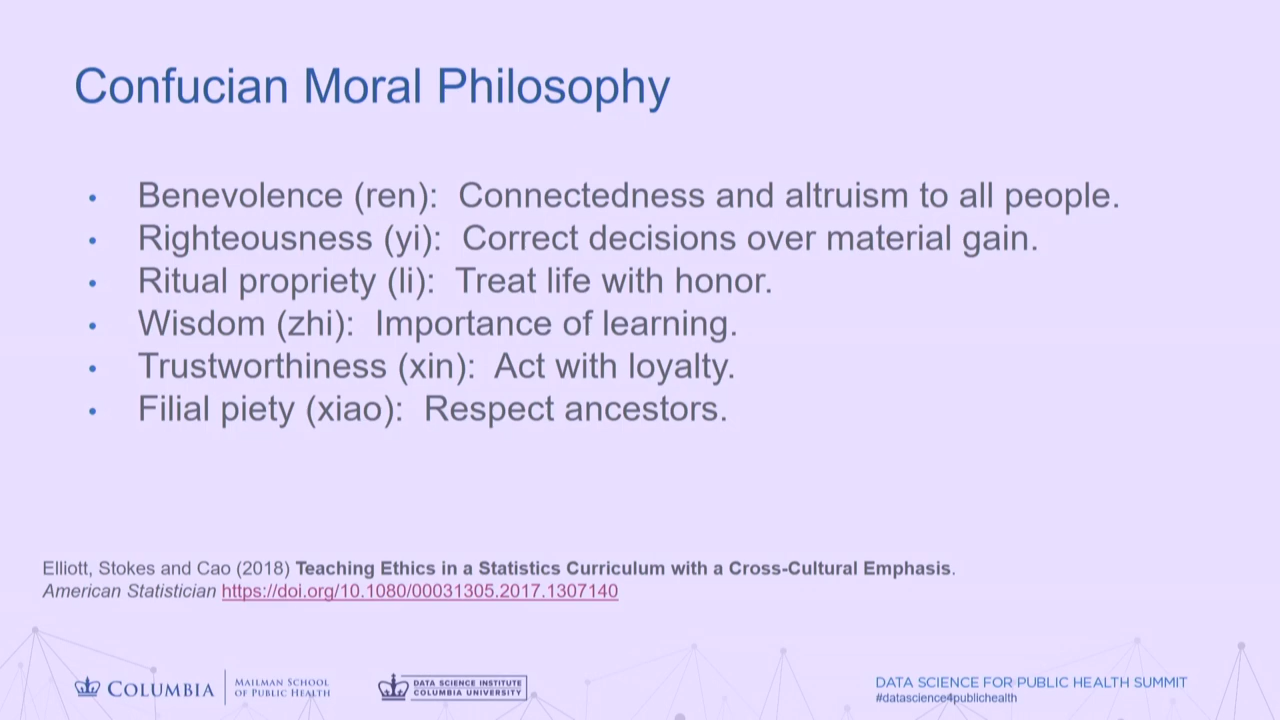 Confucian Moral Philosophy
• Benevolence (ren): Connectedness and altruism to all people.
• Righteousness (yi): Correct decisions over material gain.
• Ritual propriety (li): Treat life with honor.
• Wisdom (zhi): Importance of learning.
• Trustworthiness (xin): Act with loyalty.
• Filial piety (xiao): Respect ancestors.
Elliott, Stokes and Cao (2018) Teaching Ethics in a Statistics Curriculum with a Cross-Cultural Emphasis.
American Statistician https://doi.org/10.1080/00031305.2017.1307140
COLUMBIA
MAILMAN SCHOOL
OF PUBLIC HEALTH
DATA SCIENCE INSTITUTE
COLUMBIA UNIVERSITY
DATA SCIENCE FOR PUBLIC HEALTH SUMMIT
#datascience4publichealth